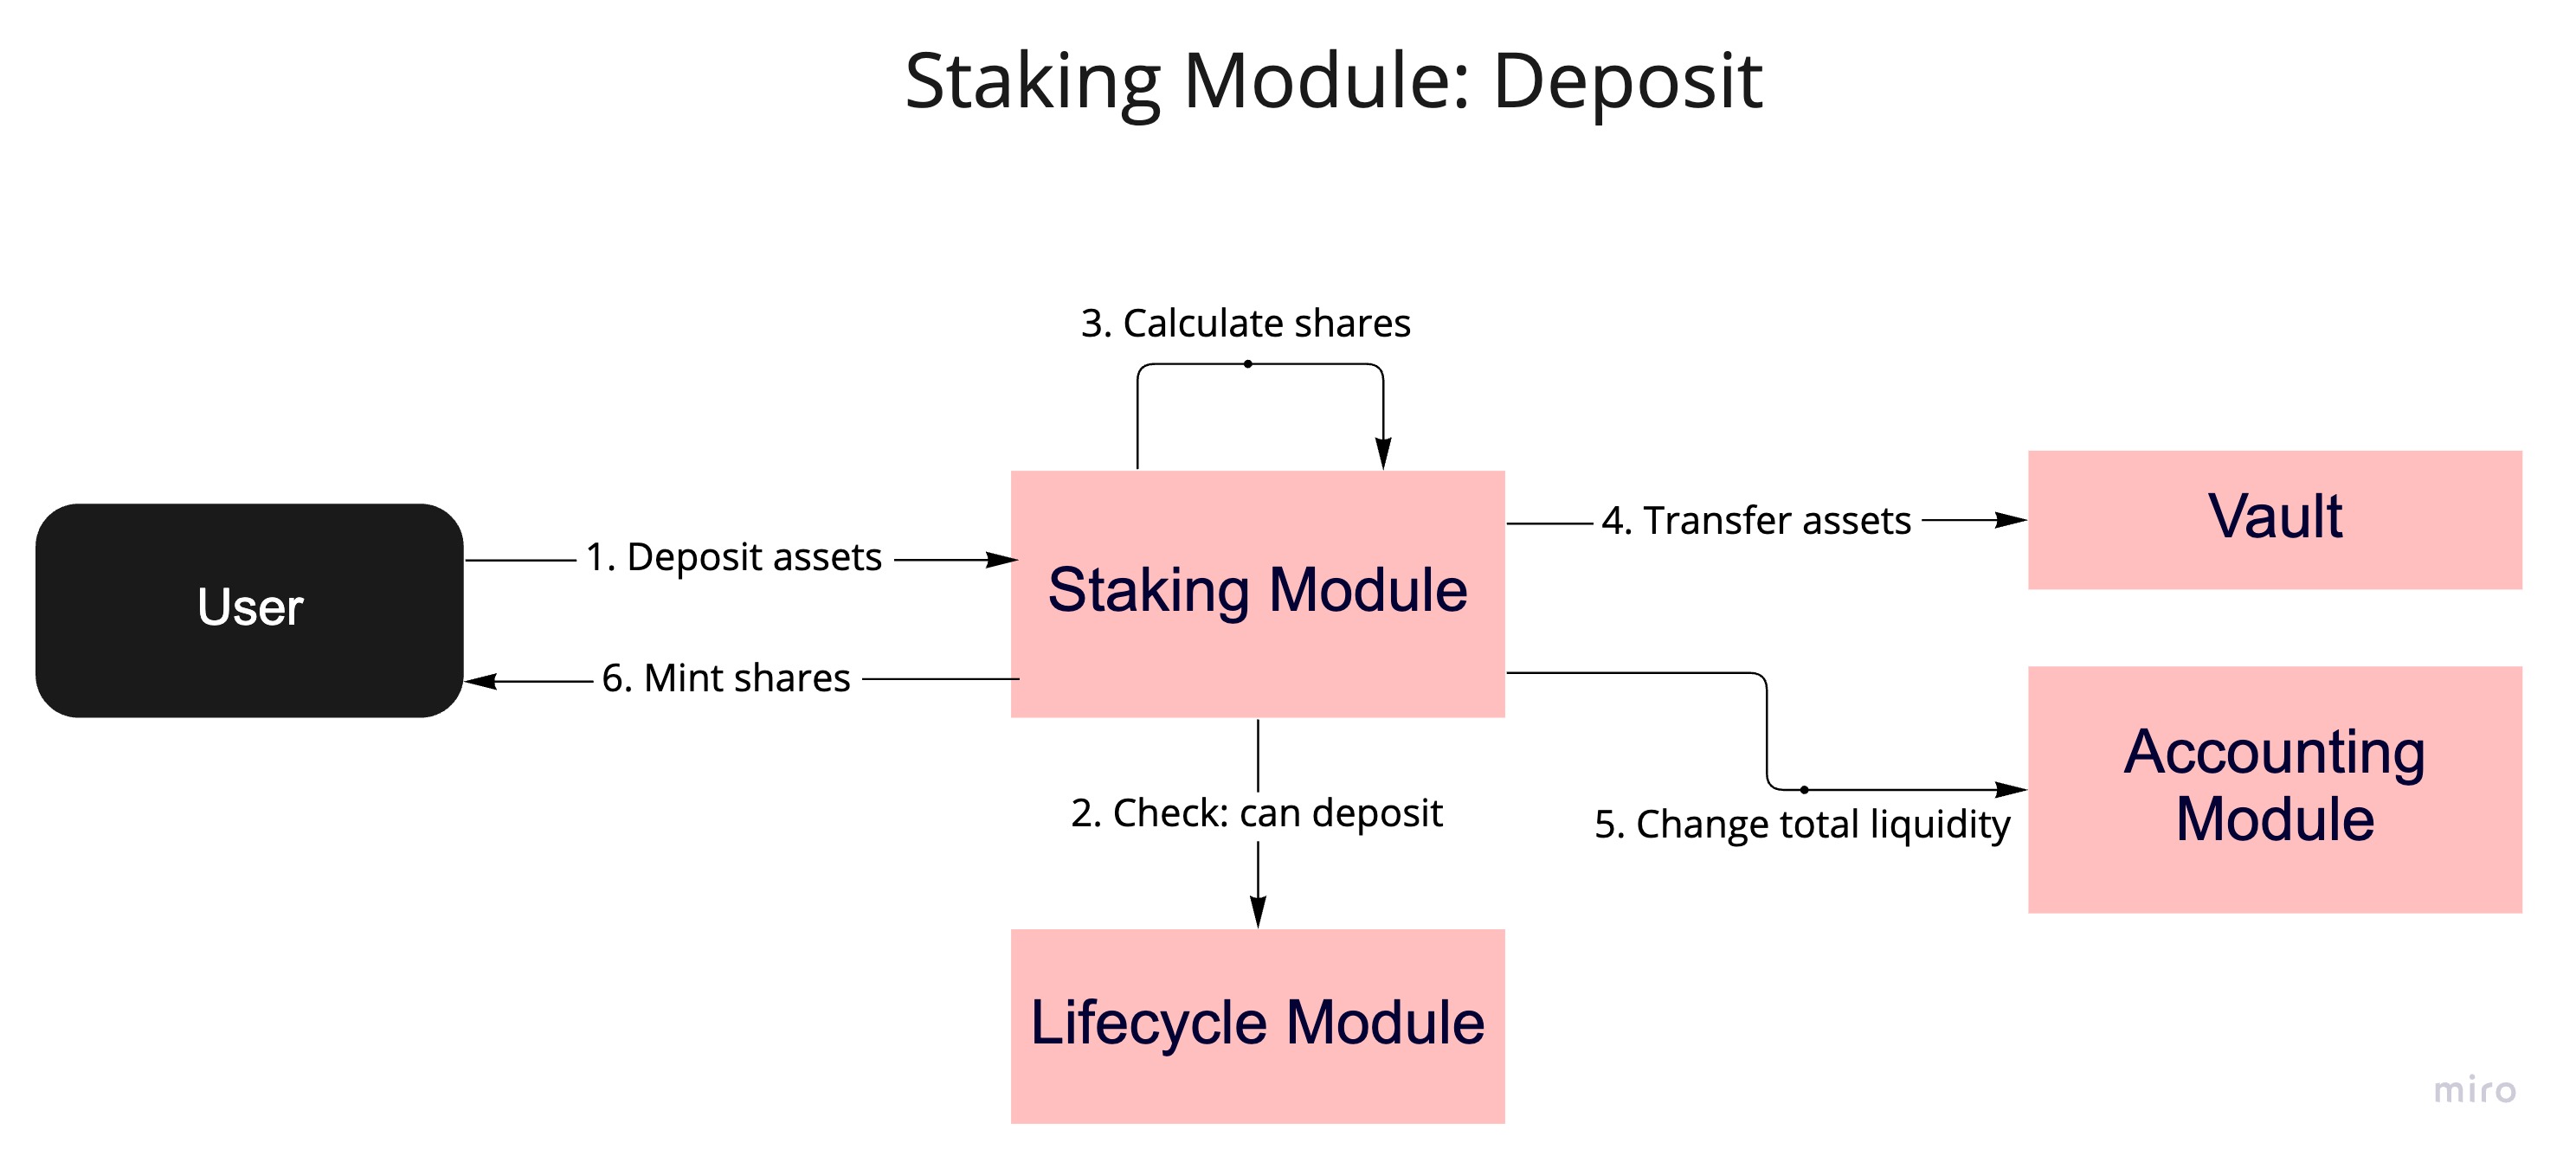 Staking Module: Deposit
3. Calculate shares
User
1. Deposit assets
6. Mint shares
Staking Module
4. Transfer assets
Vault
2. Check: can deposit
5. Change total liquidity
Accounting
Module
Lifecycle Module
miro